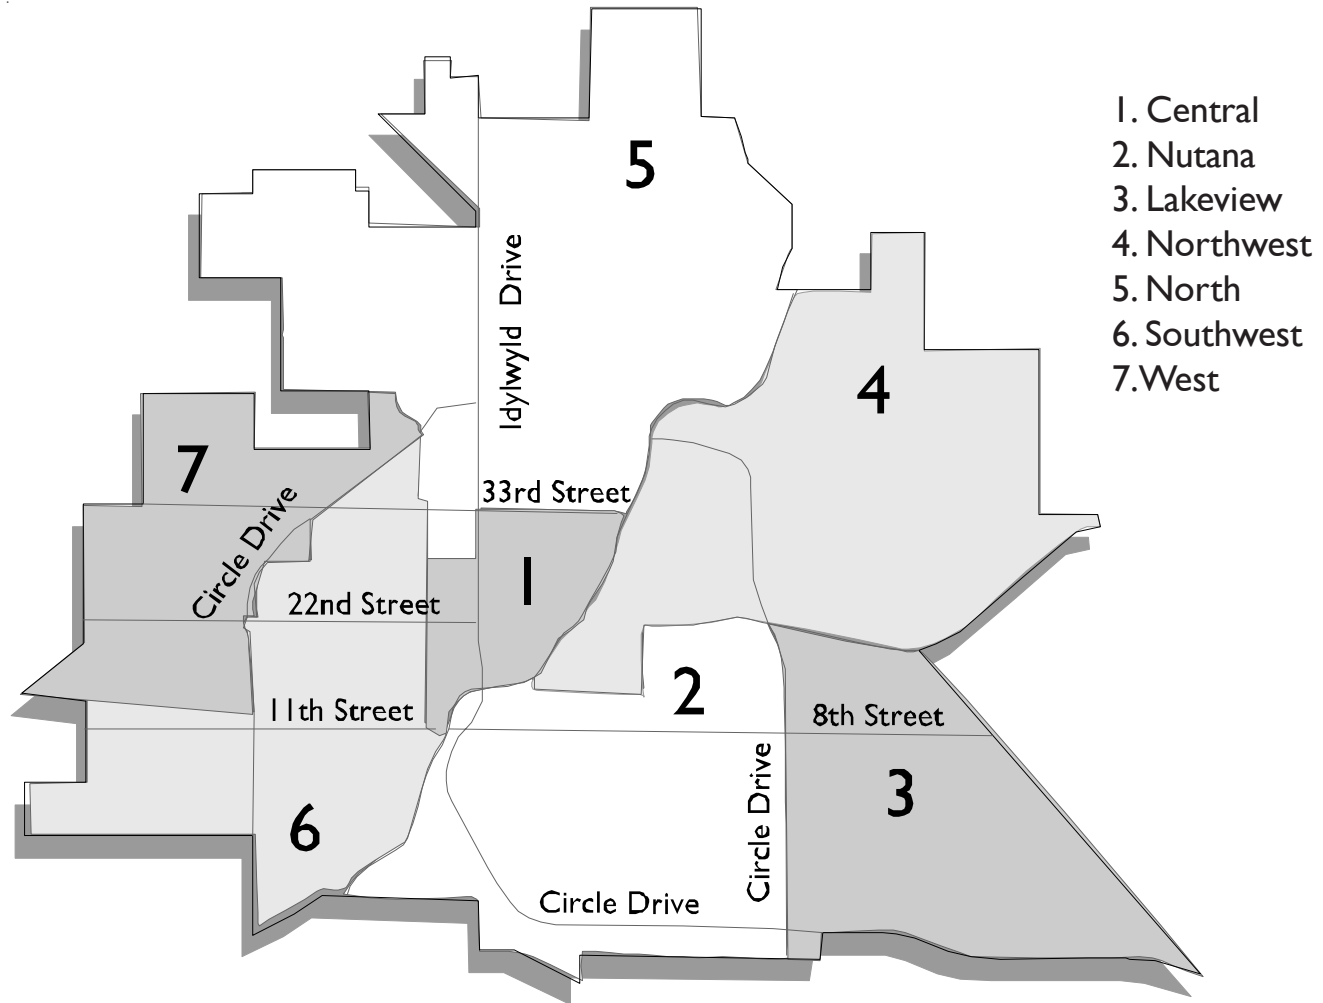 1. Central
2. Nutana
3. Lakeview
4. Northwest
5. North
6. Southwest
7.West
5
Idylwyld Drive
4
7
33rd Street
Circle Drive
1
22nd Street
2
11th Street
8th Street
Circle Drive
3
6
Circle Drive